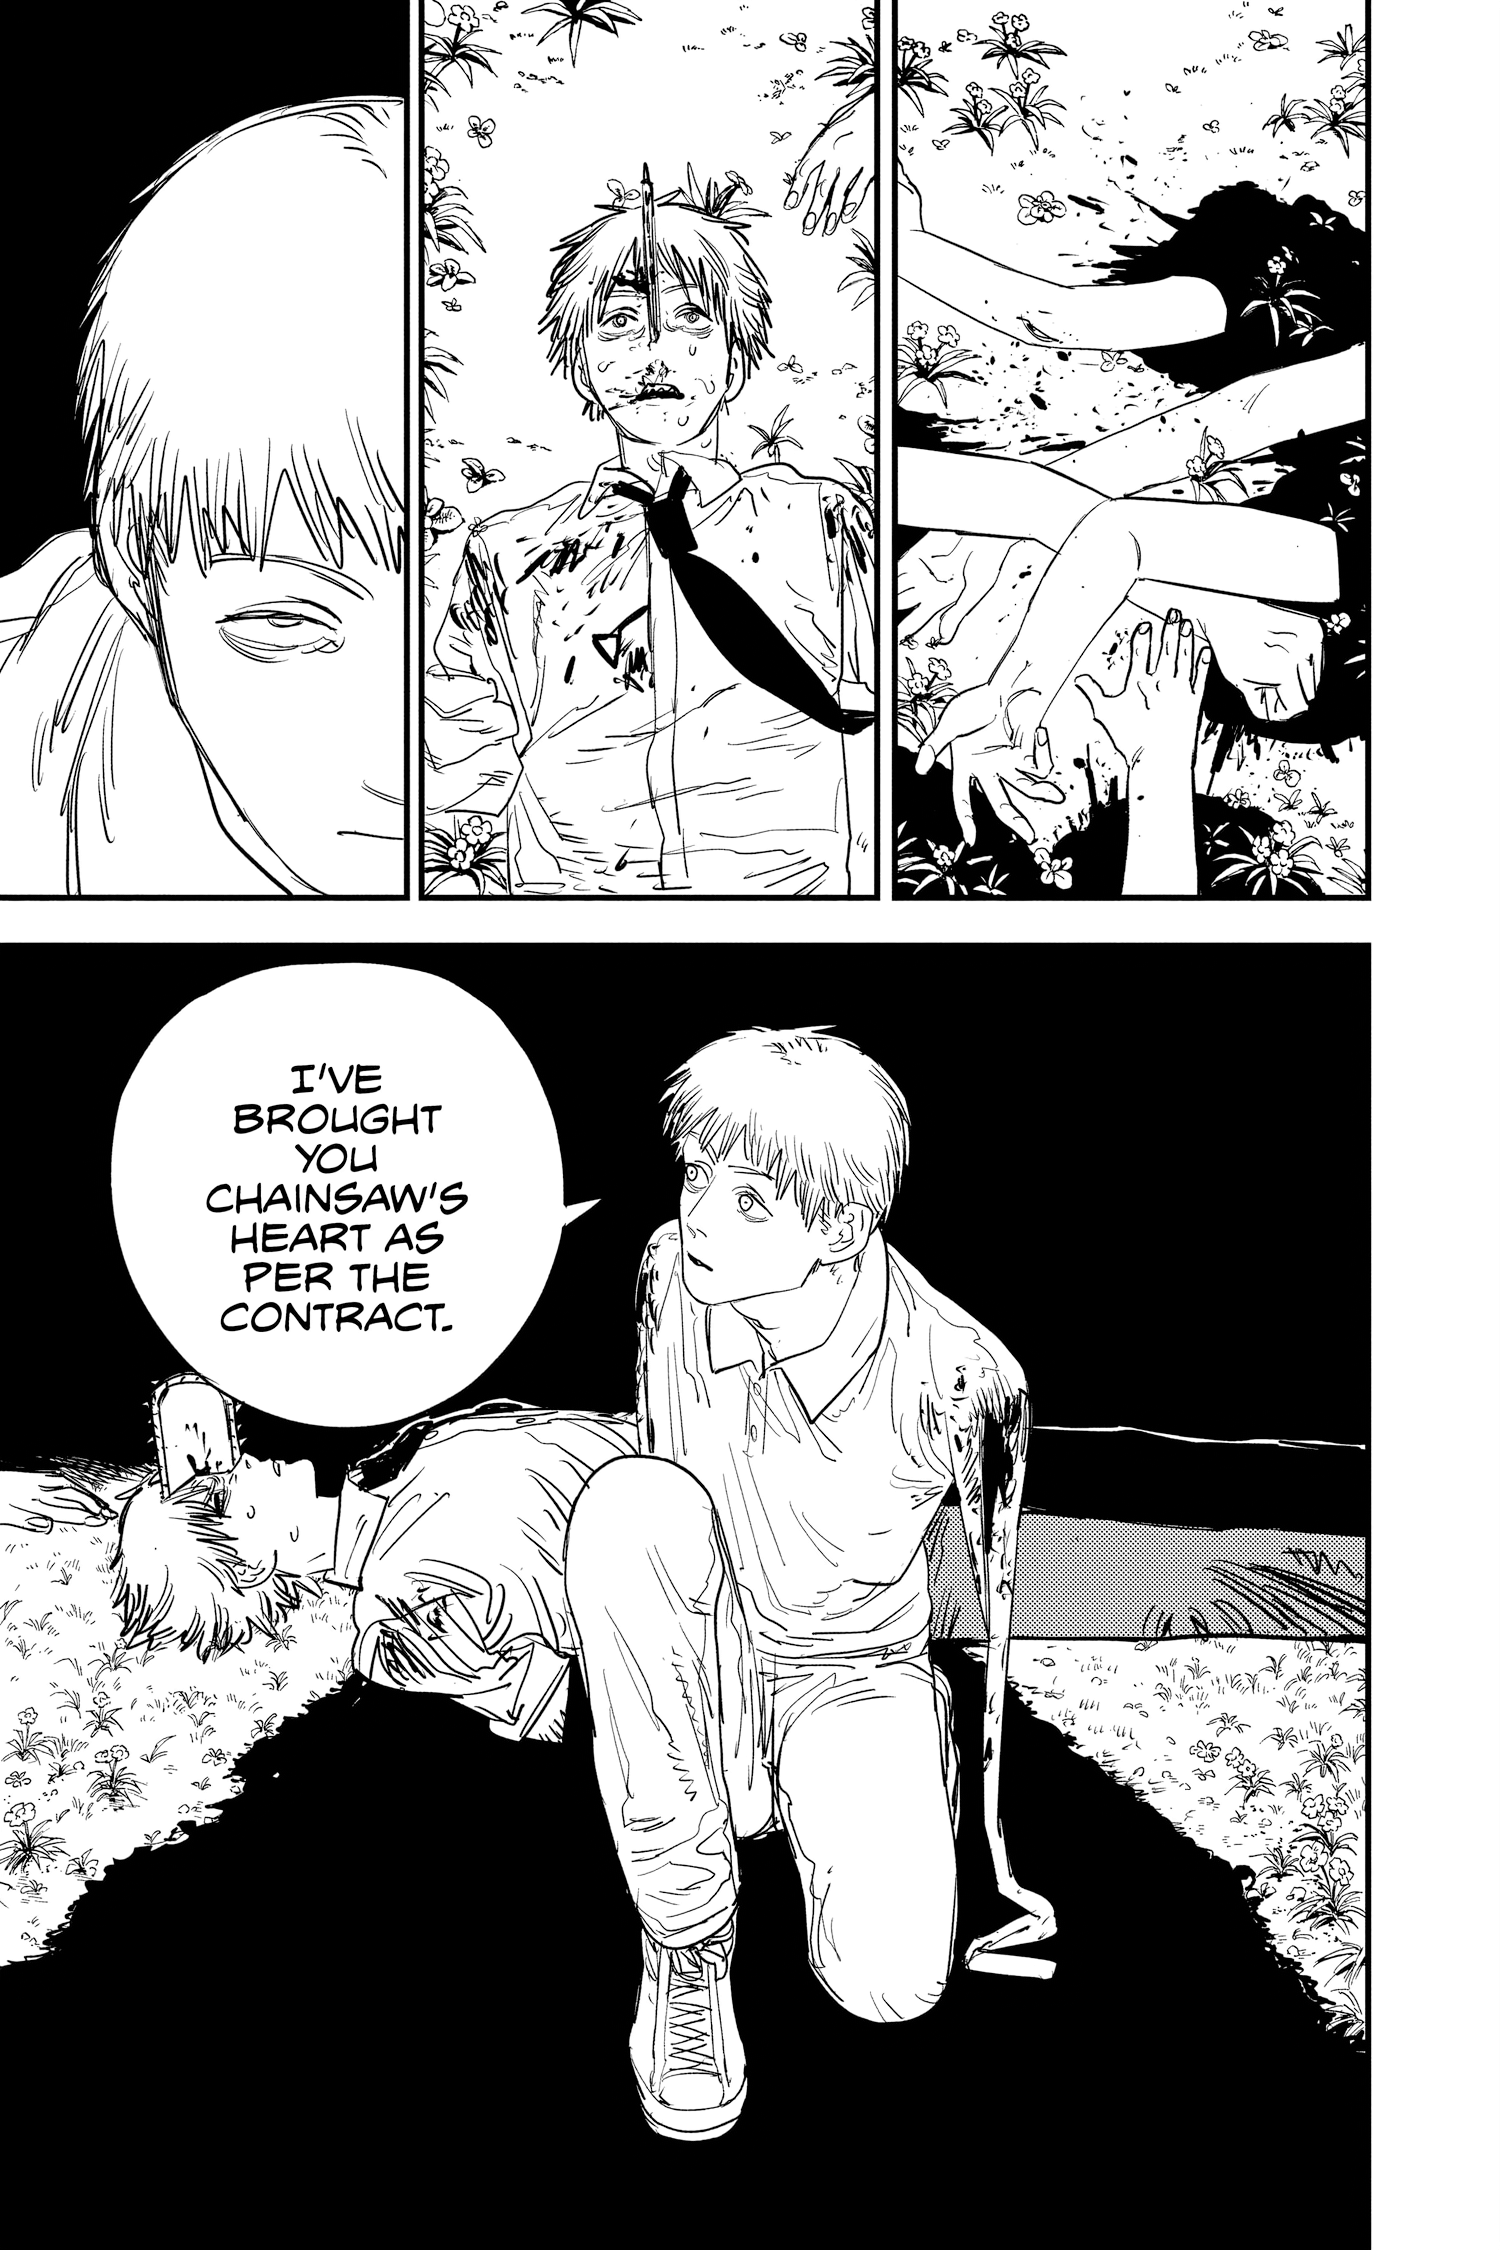 I'VE
BROUGHT
YOU
CHAINSAW'S
HEART AS
PER THE
CONTRACT.